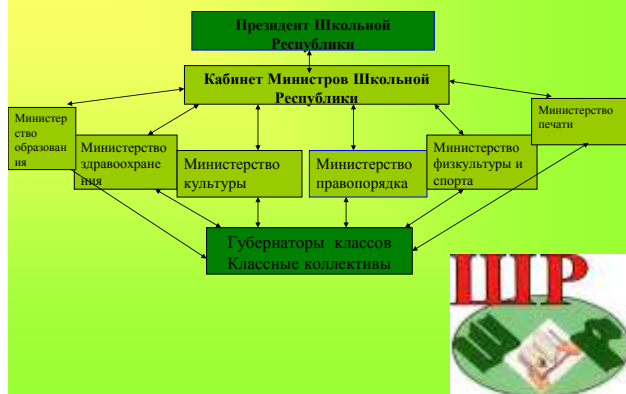 Президент Школьной
Республики
Кабинет Министров Школьной
Республики
Министер
ство
образован
ия
Министерство
здравоохране
ния
Министерство
культуры
Министерство
правопорядка
Министерство
физкультуры и
спорта
Министерство
печати
Губернаторы классов
Классные коллективы
ШР
Ш
Р